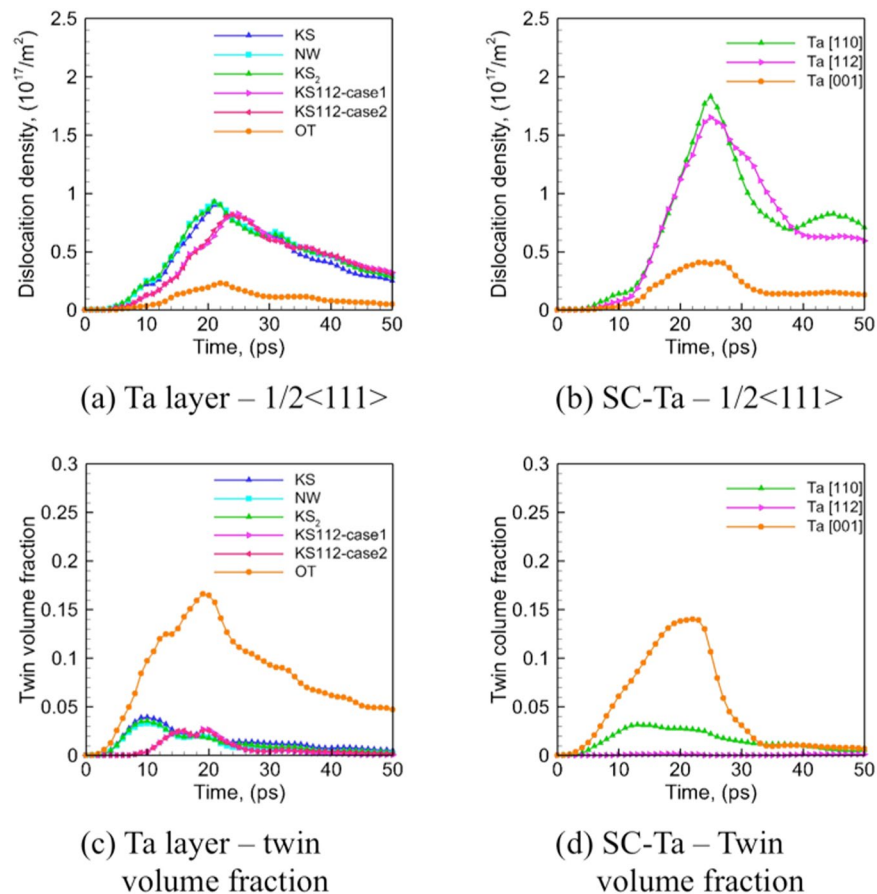 Dislocaition density, (10^17/m^2)
2.5
2
1.5
1
0.5
0
0 10 20 30 40 50
Time, (ps)
KS
NW
KS2
KS112-case1
KS112-case2
OT
(a) Ta layer – 1/2<111>
Dislocaition density, (10^17/m^2)
2.5
2
1.5
1
0.5
0
0 10 20 30 40 50
Time, (ps)
Ta [110]
Ta [112]
Ta [001]
(b) SC-Ta – 1/2<111>
Twin volume fraction
0.3
0.25
0.2
0.15
0.1
0.05
0
0 10 20 30 40 50
Time, (ps)
KS
NW
KS2
KS112-case1
KS112-case2
OT
(c) Ta layer – twin
volume fraction
Twin column fraction
0.3
0.25
0.2
0.15
0.1
0.05
0
0 10 20 30 40 50
Time, (ps)
Ta [110]
Ta [112]
Ta [001]
(d) SC-Ta – Twin
volume fraction